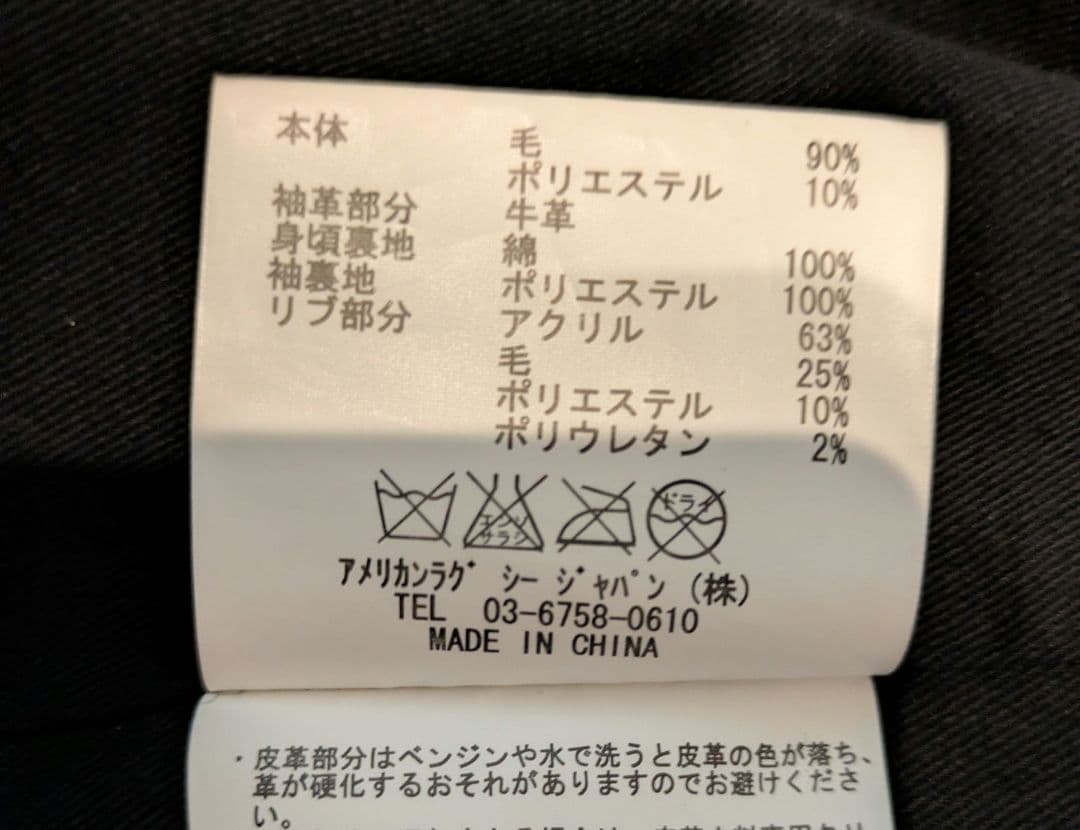 本体 毛 90%
ポリエステル 10%
袖革部分 牛革
身頃裏地 綿 100%
袖裏地 ポリエステル 100%
リブ部分 アクリル 63%
毛 25%
ポリエステル 10%
ポリウレタン 2%
エンソ
サラシ
ドライ
アメリカンラグ シー ジャパン (株)
TEL 03-6758-0610
MADE IN CHINA
・皮革部分はベンジンや水で洗うと皮革の色が落ち、
革が硬化するおそれがありますのでお避けくださ
い。